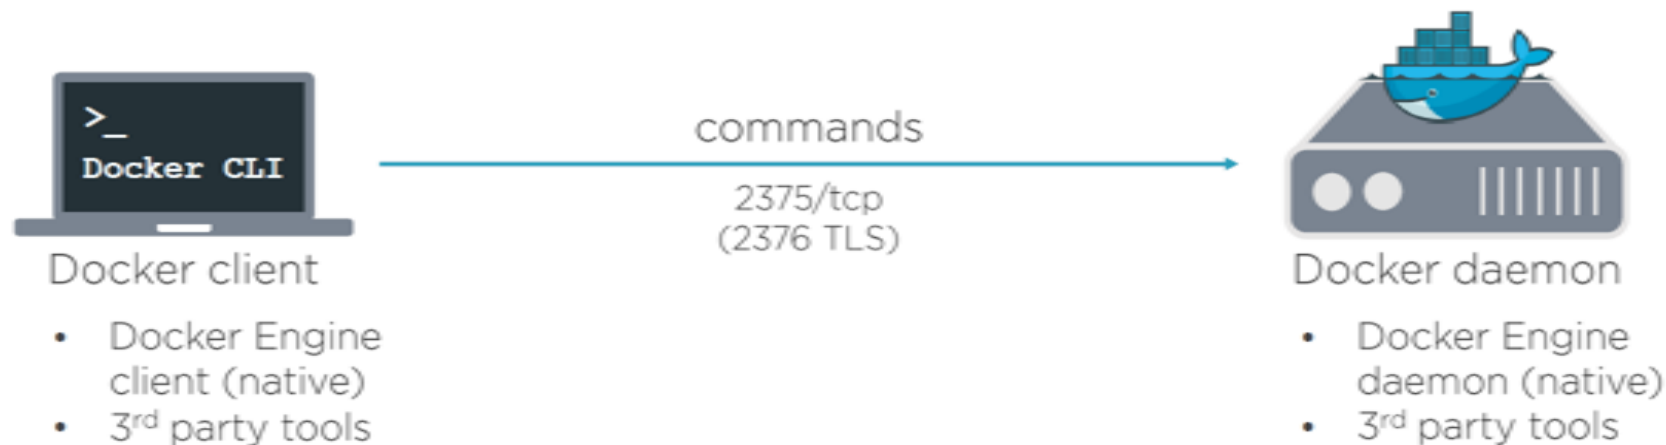 >_
Docker CLI
commands
2375/tcp
(2376 TLS)
Docker client
• Docker Engine
client (native)
• 3rd party tools
Docker daemon
• Docker Engine
daemon (native)
• 3rd party tools